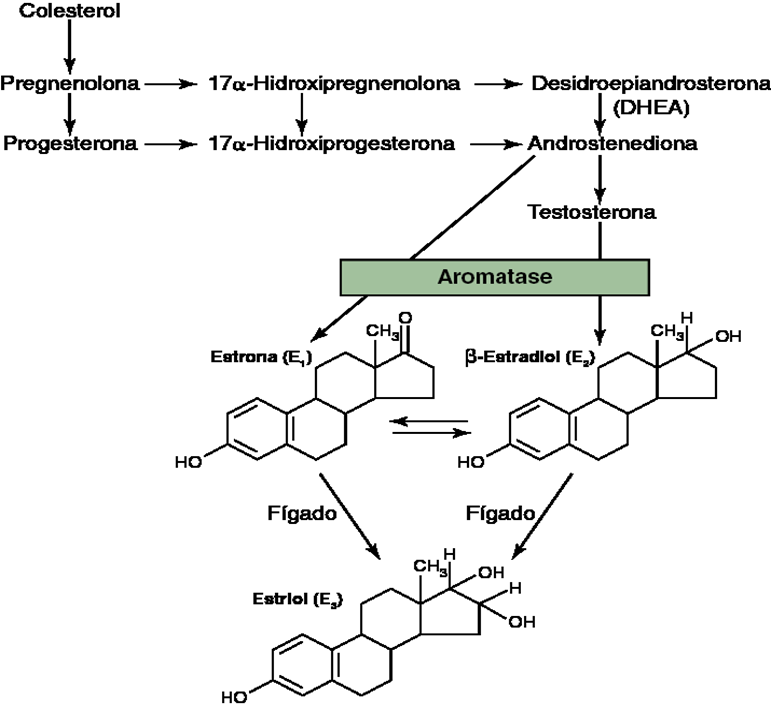 Colesterol
Pregnenolona 17α-Hidroxipregnenolona Desidroepiandrosterona
(DHEA)
Progesterona 17α-Hidroxiprogesterona Androstenediona
Testosterona
Aromatase
Estrona (E₁)
CH₃
O
HO
β-Estradiol (E₂)
CH₃
H
OH
HO
Fígado
Fígado
Estriol (E₃)
CH₃
H
OH
H
OH
HO